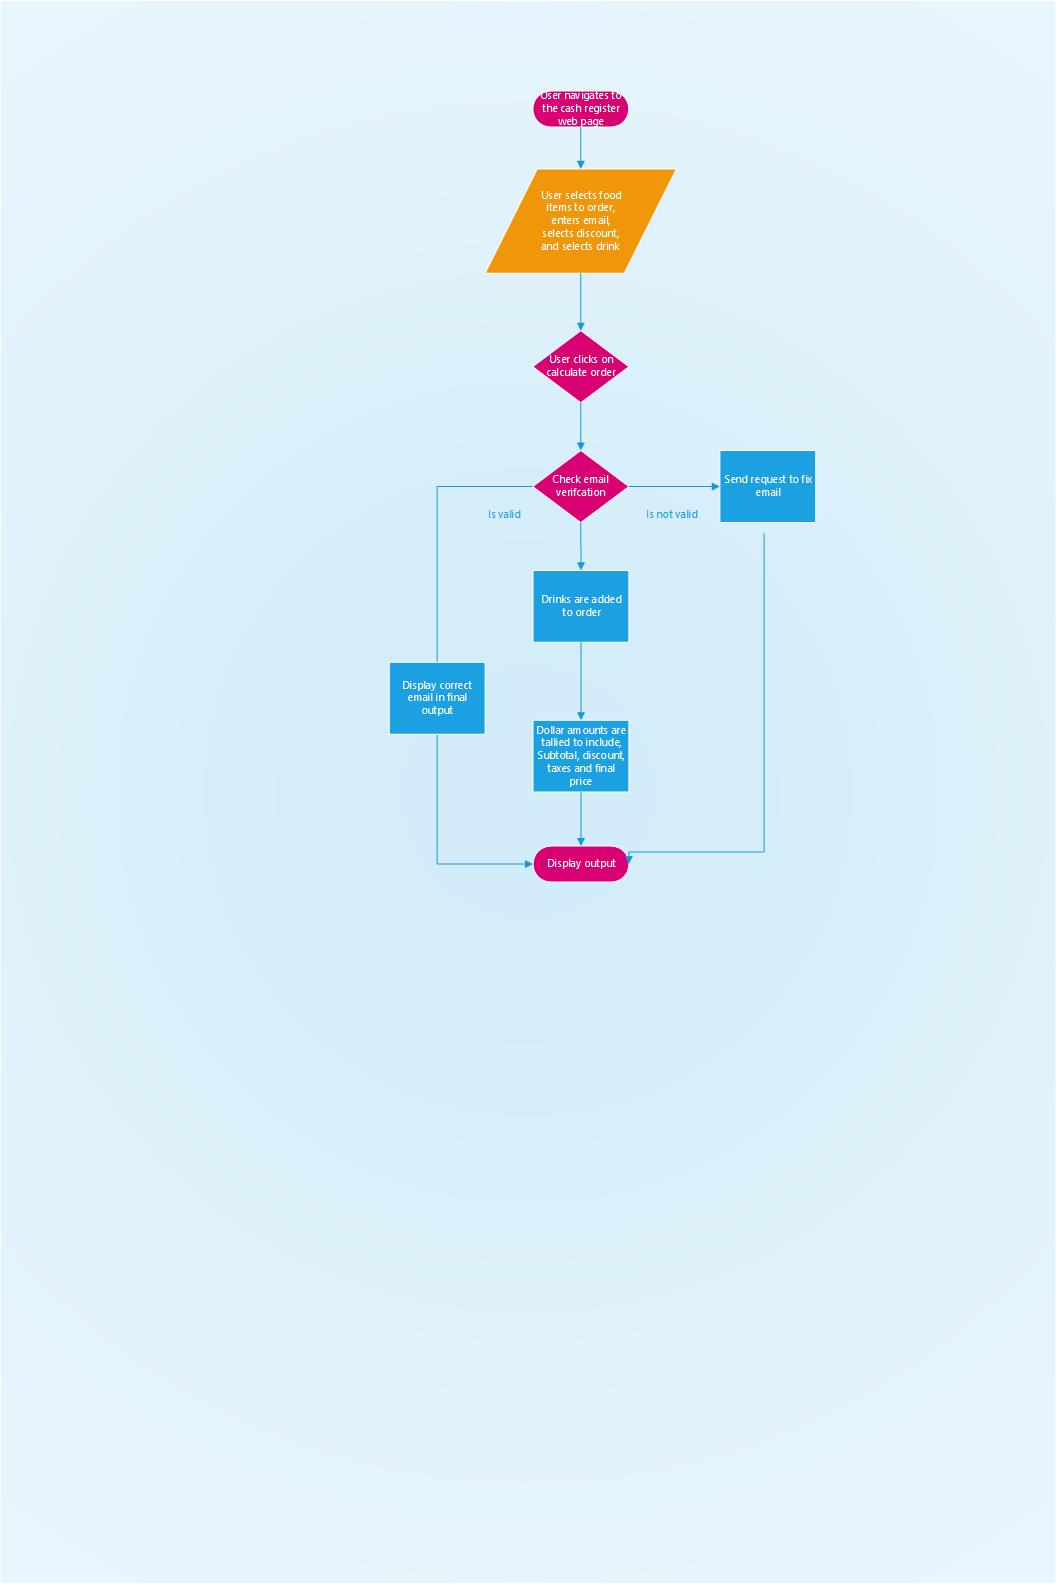 User navigates to
the cash register
web page
User selects food
items to order,
enters email,
selects discount,
and selects drink
User clicks on
calculate order
Check email
verifcation
Send request to fix
email
Is valid
Is not valid
Drinks are added
to order
Display correct
email in final
output
Dollar amounts are
tallied to include,
Subtotal, discount,
taxes and final
price
Display output